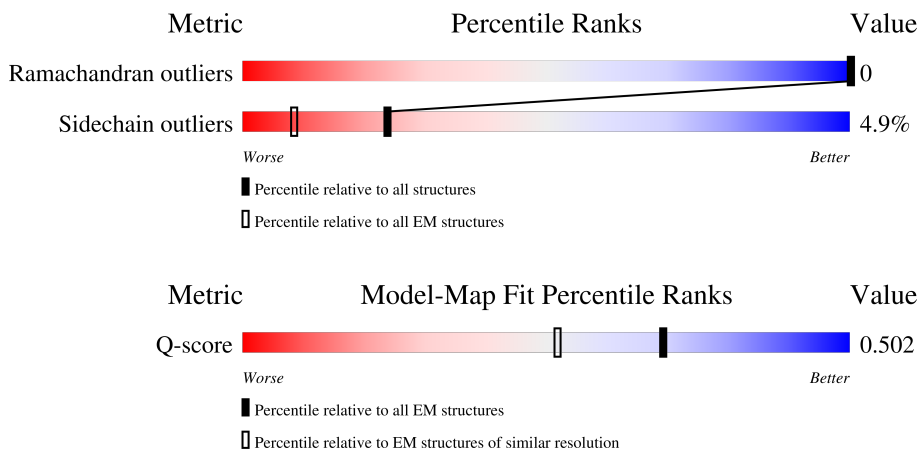 Metric Percentile Ranks Value
Ramachandran outliers 0
Sidechain outliers 4.9%
Worse Better
Percentile relative to all structures
Percentile relative to all EM structures
Metric Model-Map Fit Percentile Ranks Value
Q-score 0.502
Worse Better
Percentile relative to all EM structures
Percentile relative to EM structures of similar resolution